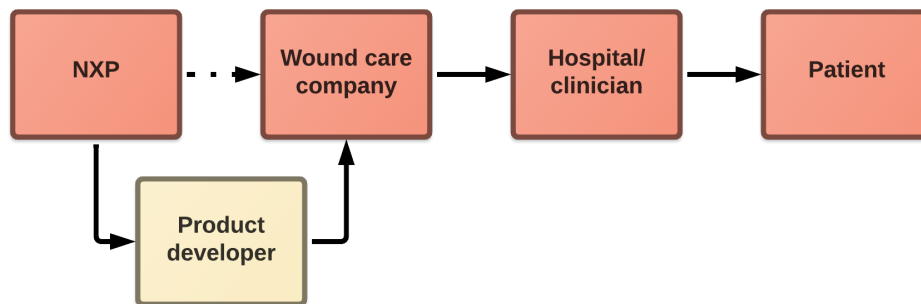 NXP
Wound care
company
Hospital/
clinician
Patient
Product
developer